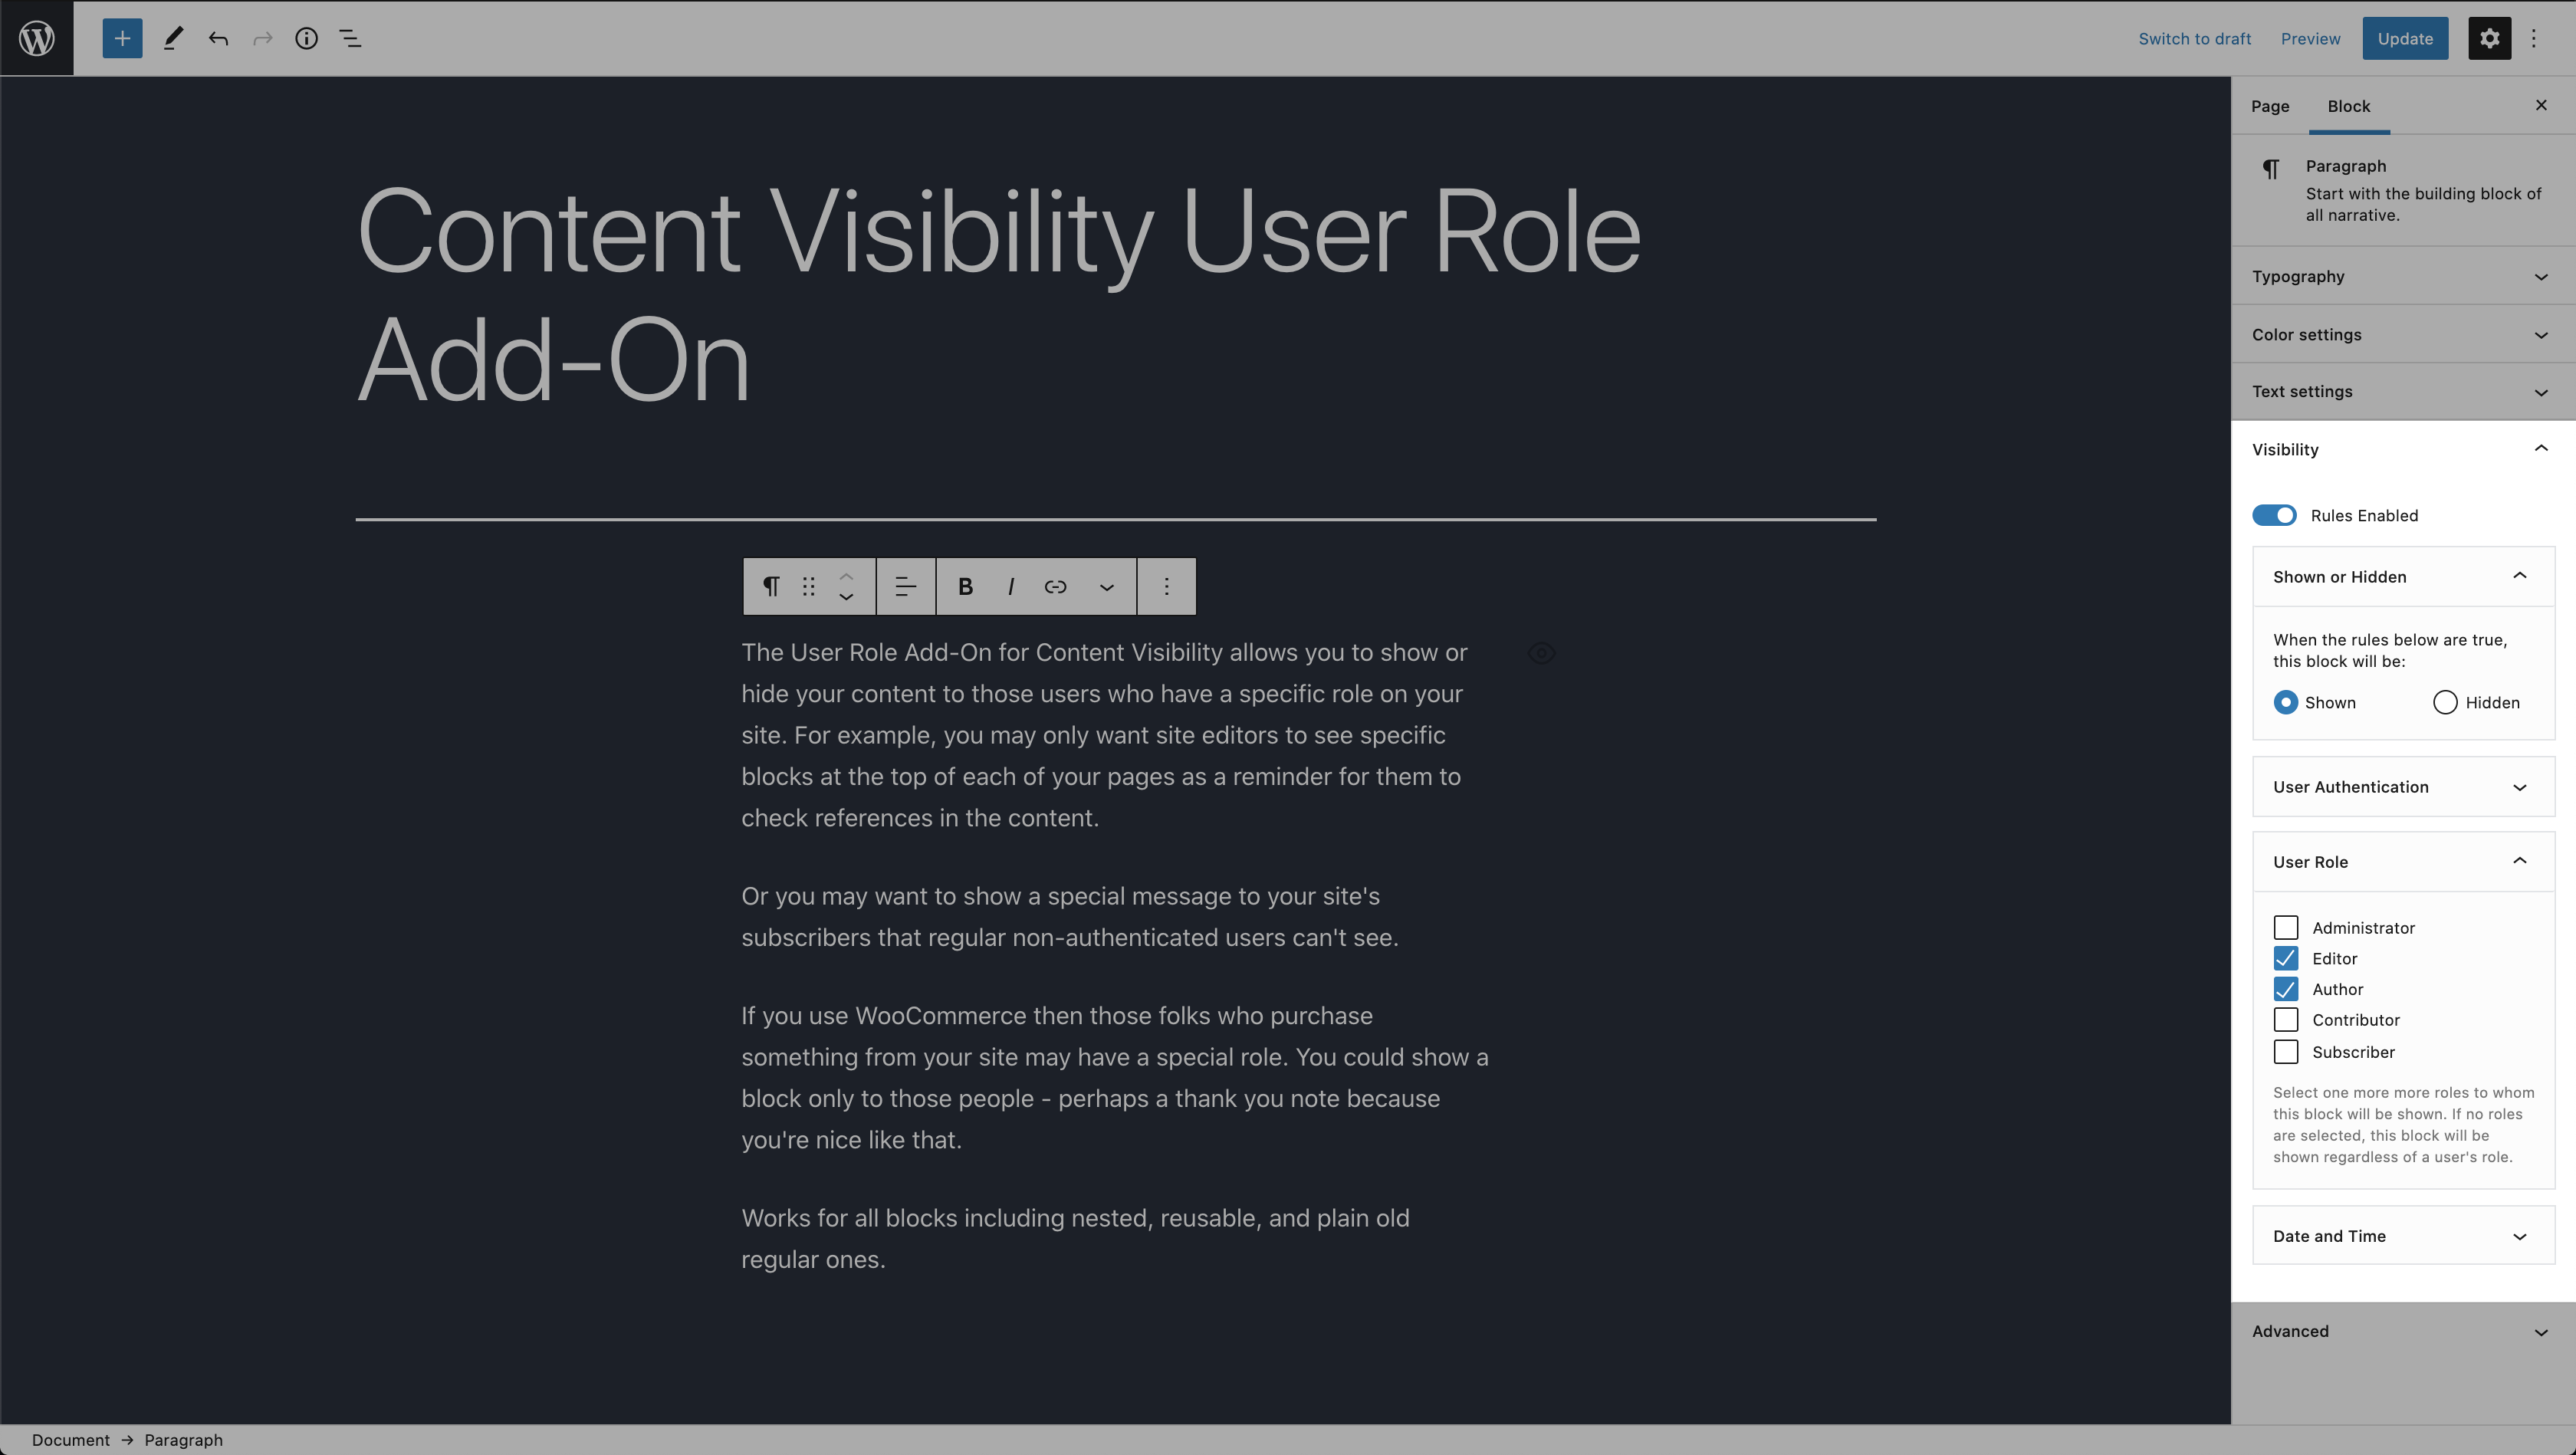 Switch to draft Preview Update
Page Block
Paragraph
Start with the building block of
all narrative.
Typography
Color settings
Text settings
Visibility
Rules Enabled
Shown or Hidden
When the rules below are true,
this block will be:
Shown Hidden
User Authentication
User Role
Administrator
Editor
Author
Contributor
Subscriber
Select one more more roles to whom
this block will be shown. If no roles
are selected, this block will be
shown regardless of a user's role.
Date and Time
Advanced
Content Visibility User Role
Add-On
B I
The User Role Add-On for Content Visibility allows you to show or
hide your content to those users who have a specific role on your
site. For example, you may only want site editors to see specific
blocks at the top of each of your pages as a reminder for them to
check references in the content.
Or you may want to show a special message to your site's
subscribers that regular non-authenticated users can't see.
If you use WooCommerce then those folks who purchase
something from your site may have a special role. You could show a
block only to those people - perhaps a thank you note because
you're nice like that.
Works for all blocks including nested, reusable, and plain old
regular ones.
Document → Paragraph